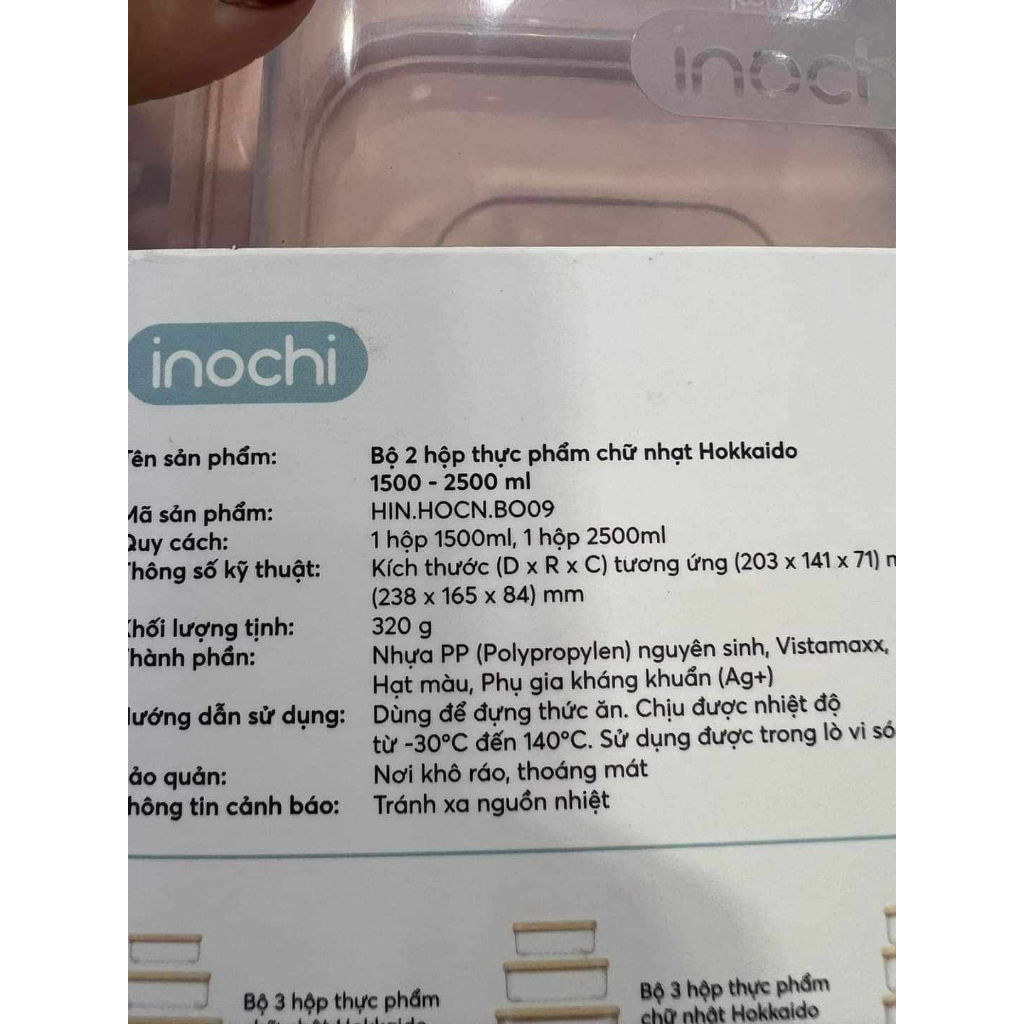 inochi
inochi
Tên sản phẩm: Bộ 2 hộp thực phẩm chữ nhạt Hokkaido
1500 - 2500 ml
Mã sản phẩm: HIN.HOCN.BO09
Quy cách: 1 hộp 1500ml, 1 hộp 2500ml
Thông số kỹ thuật: Kích thước (D x R x C) tương ứng (203 x 141 x 71)
(238 x 165 x 84) mm
Khối lượng tịnh: 320 g
Thành phần: Nhựa PP (Polypropylen) nguyên sinh, Vistamaxx,
Hạt màu, Phụ gia kháng khuẩn (Ag+)
Hướng dẫn sử dụng: Dùng để đựng thức ăn. Chịu được nhiệt độ
từ -30°C đến 140°C. Sử dụng được trong lò vi só
Bảo quản: Nơi khô ráo, thoáng mát
Thông tin cảnh báo: Tránh xa nguồn nhiệt
Bộ 3 hộp thực phẩm
Bộ 3 hộp thực phẩm
chữ nhật Hokkaido